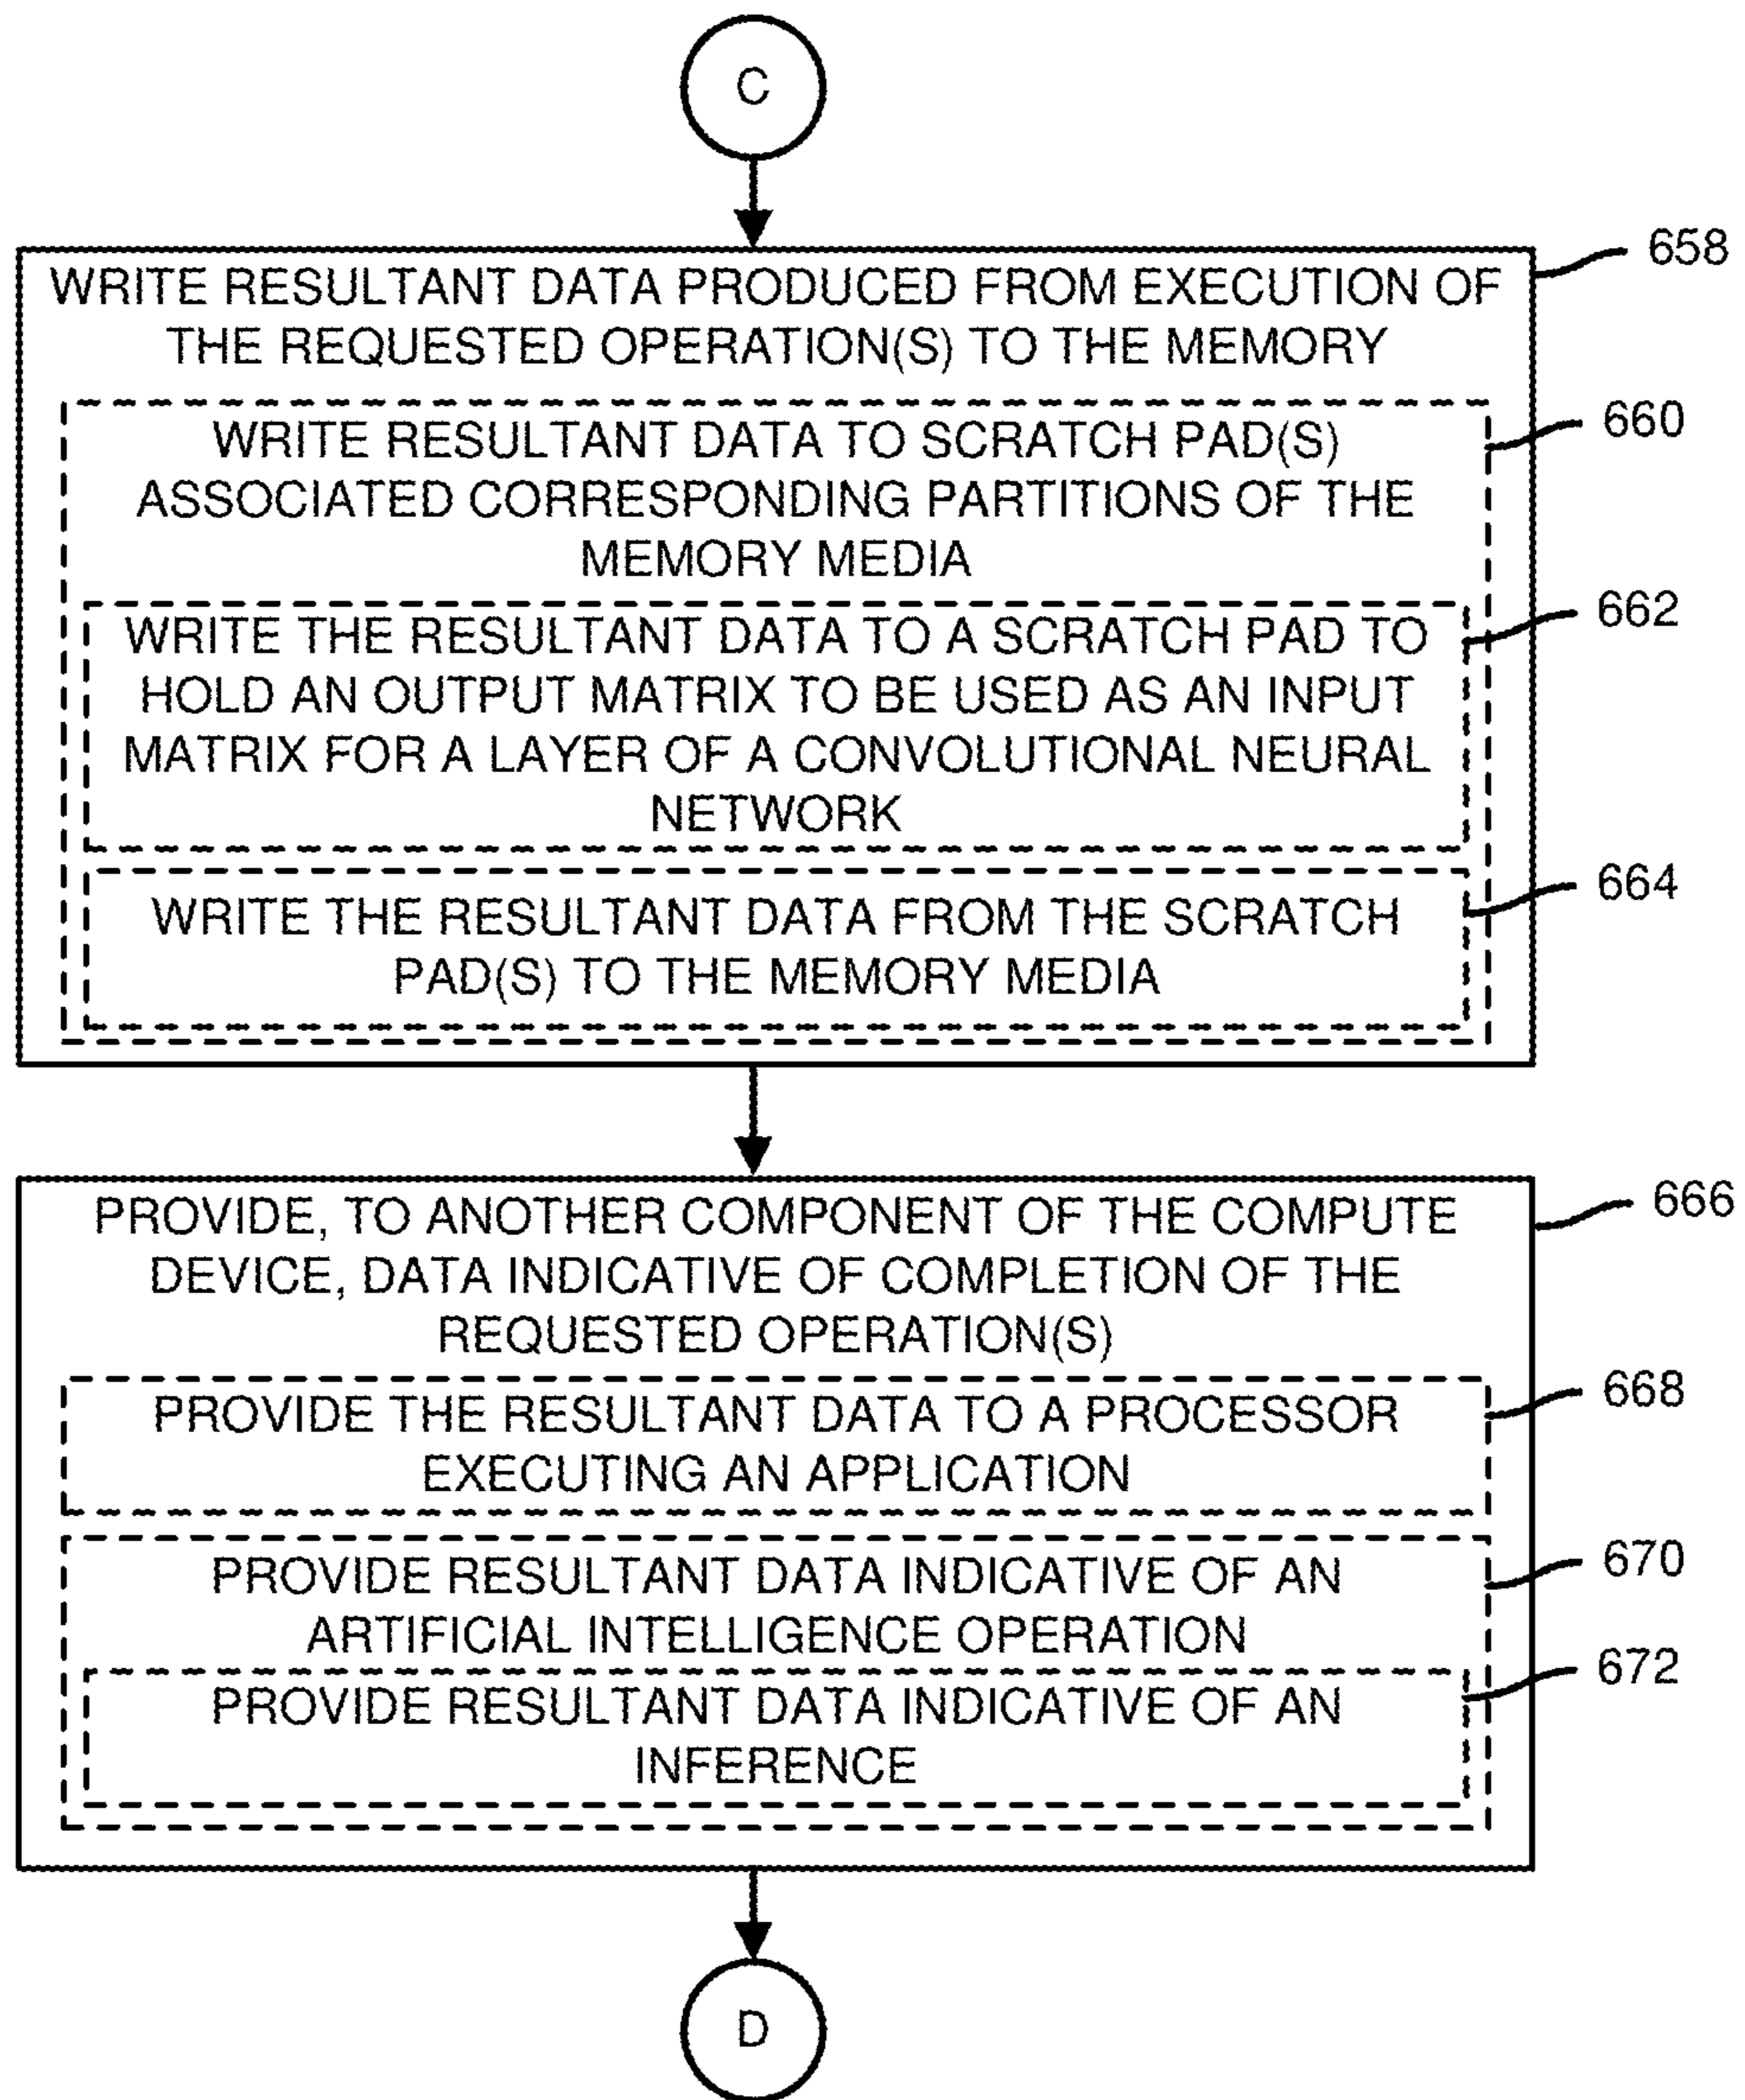 C
658
WRITE RESULTANT DATA PRODUCED FROM EXECUTION OF
THE REQUESTED OPERATION(S) TO THE MEMORY
660
WRITE RESULTANT DATA TO SCRATCH PAD(S)
ASSOCIATED CORRESPONDING PARTITIONS OF THE
MEMORY MEDIA
662
WRITE THE RESULTANT DATA TO A SCRATCH PAD TO
HOLD AN OUTPUT MATRIX TO BE USED AS AN INPUT
MATRIX FOR A LAYER OF A CONVOLUTIONAL NEURAL
NETWORK
664
WRITE THE RESULTANT DATA FROM THE SCRATCH
PAD(S) TO THE MEMORY MEDIA
666
PROVIDE, TO ANOTHER COMPONENT OF THE COMPUTE
DEVICE, DATA INDICATIVE OF COMPLETION OF THE
REQUESTED OPERATION(S)
668
PROVIDE THE RESULTANT DATA TO A PROCESSOR
EXECUTING AN APPLICATION
670
PROVIDE RESULTANT DATA INDICATIVE OF AN
ARTIFICIAL INTELLIGENCE OPERATION
672
PROVIDE RESULTANT DATA INDICATIVE OF AN
INFERENCE
D